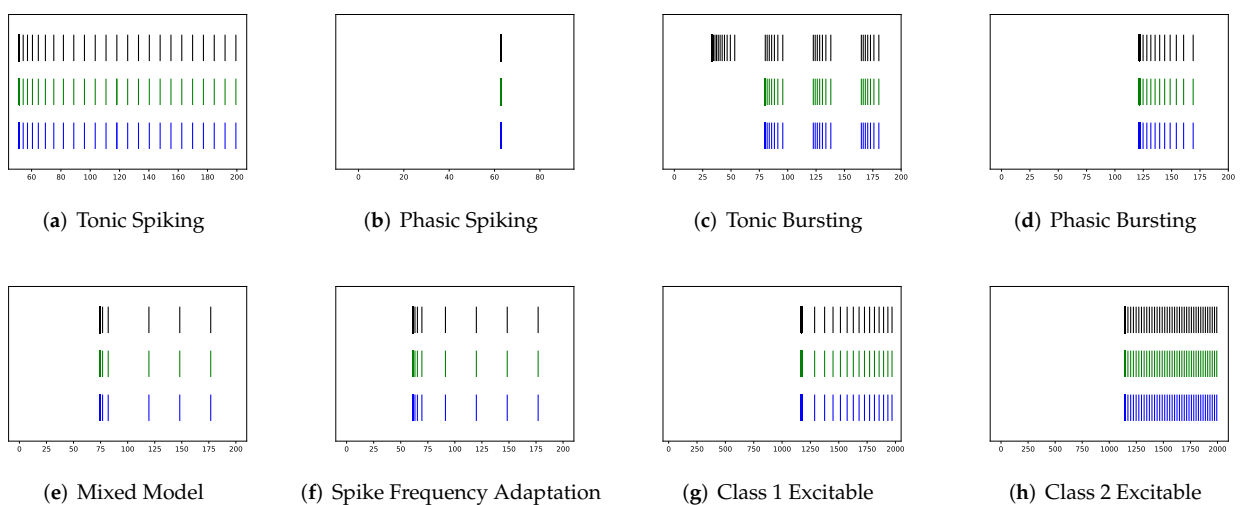 60 80 100 120 140 160 180 200
0 20 40 60 80
0 25 50 75 100 125 150 175 200
0 25 50 75 100 125 150 175 200
(a) Tonic Spiking
(b) Phasic Spiking
(c) Tonic Bursting
(d) Phasic Bursting
0 25 50 75 100 125 150 175 200
0 25 50 75 100 125 150 175 200
0 250 500 750 1000 1250 1500 1750 2000
0 250 500 750 1000 1250 1500 1750 2000
(e) Mixed Model
(f) Spike Frequency Adaptation
(g) Class 1 Excitable
(h) Class 2 Excitable